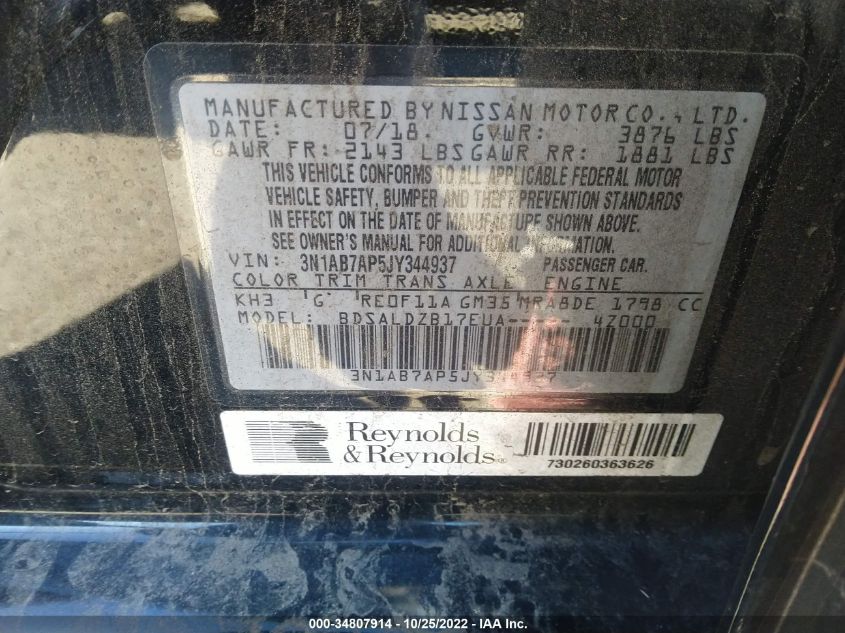 MANUFACTURED BY NISSAN MOTOR CO., LTD.
DATE: 07/18 GVWR: 3876 LBS
GAWR FR: 2143 LBS GAWR RR: 1881 LBS
THIS VEHICLE CONFORMS TO ALL APPLICABLE FEDERAL MOTOR
VEHICLE SAFETY, BUMPER AND THEFT PREVENTION STANDARDS
IN EFFECT ON THE DATE OF MANUFACTURE SHOWN ABOVE.
SEE OWNER'S MANUAL FOR ADDITIONAL INFORMATION.
VIN: 3N1AB7AP5JY344937 PASSENGER CAR.
COLOR TRIM TRANS AXLE ENGINE
KH3 G RE0F11A GM35 MRA8DE 1798 CC
MODEL: BDSALDZB17EUA----- 4Z000
3N1AB7AP5JY344937
Reynolds
& Reynolds®
730260363626
000-34807914 - 10/25/2022 - IAA Inc.